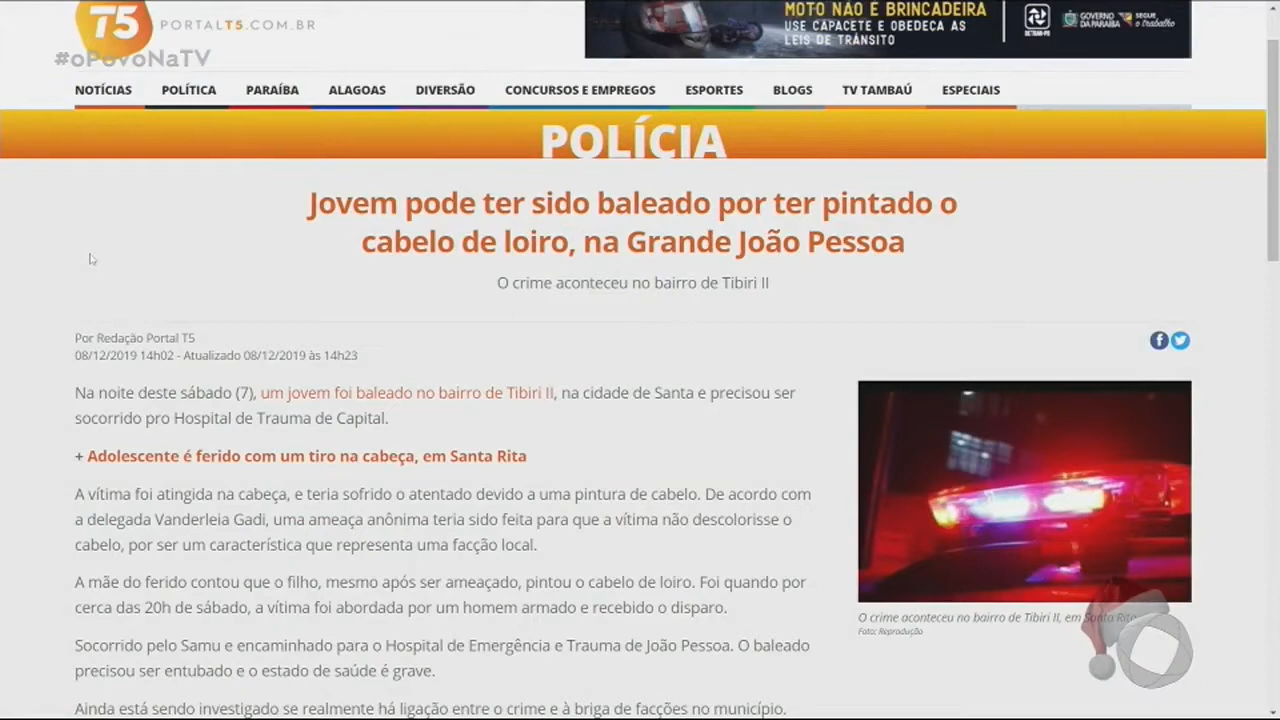 T5 PORTALT5.COM.BR
#oPovoNaTV
MOTO NÃO É BRINCADEIRA
USE CAPACETE E OBEDEÇA AS
LEIS DE TRÂNSITO
DETRAN-PB
GOVERNO
DA PARAÍBA
SEGUE
o trabalho
NOTÍCIAS POLÍTICA PARAÍBA ALAGOAS DIVERSÃO CONCURSOS E EMPREGOS ESPORTES BLOGS TV TAMBAÚ ESPECIAIS
POLÍCIA
Jovem pode ter sido baleado por ter pintado o
cabelo de loiro, na Grande João Pessoa
O crime aconteceu no bairro de Tibiri II
Por Redação Portal T5
08/12/2019 14h02 - Atualizado 08/12/2019 às 14h23
Na noite deste sábado (7), um jovem foi baleado no bairro de Tibiri II, na cidade de Santa e precisou ser
socorrido pro Hospital de Trauma de Capital.
+ Adolescente é ferido com um tiro na cabeça, em Santa Rita
A vítima foi atingida na cabeça, e teria sofrido o atentado devido a uma pintura de cabelo. De acordo com
a delegada Vanderleia Gadi, uma ameaça anônima teria sido feita para que a vítima não descolorisse o
cabelo, por ser um característica que representa uma facção local.
A mãe do ferido contou que o filho, mesmo após ser ameaçado, pintou o cabelo de loiro. Foi quando por
cerca das 20h de sábado, a vítima foi abordada por um homem armado e recebido o disparo.
Socorrido pelo Samu e encaminhado para o Hospital de Emergência e Trauma de João Pessoa. O baleado
precisou ser entubado e o estado de saúde é grave.
Ainda está sendo investigado se realmente há ligação entre o crime e à briga de facções no município.
O crime aconteceu no bairro de Tibiri II, em Santa Rita
Foto: Reprodução